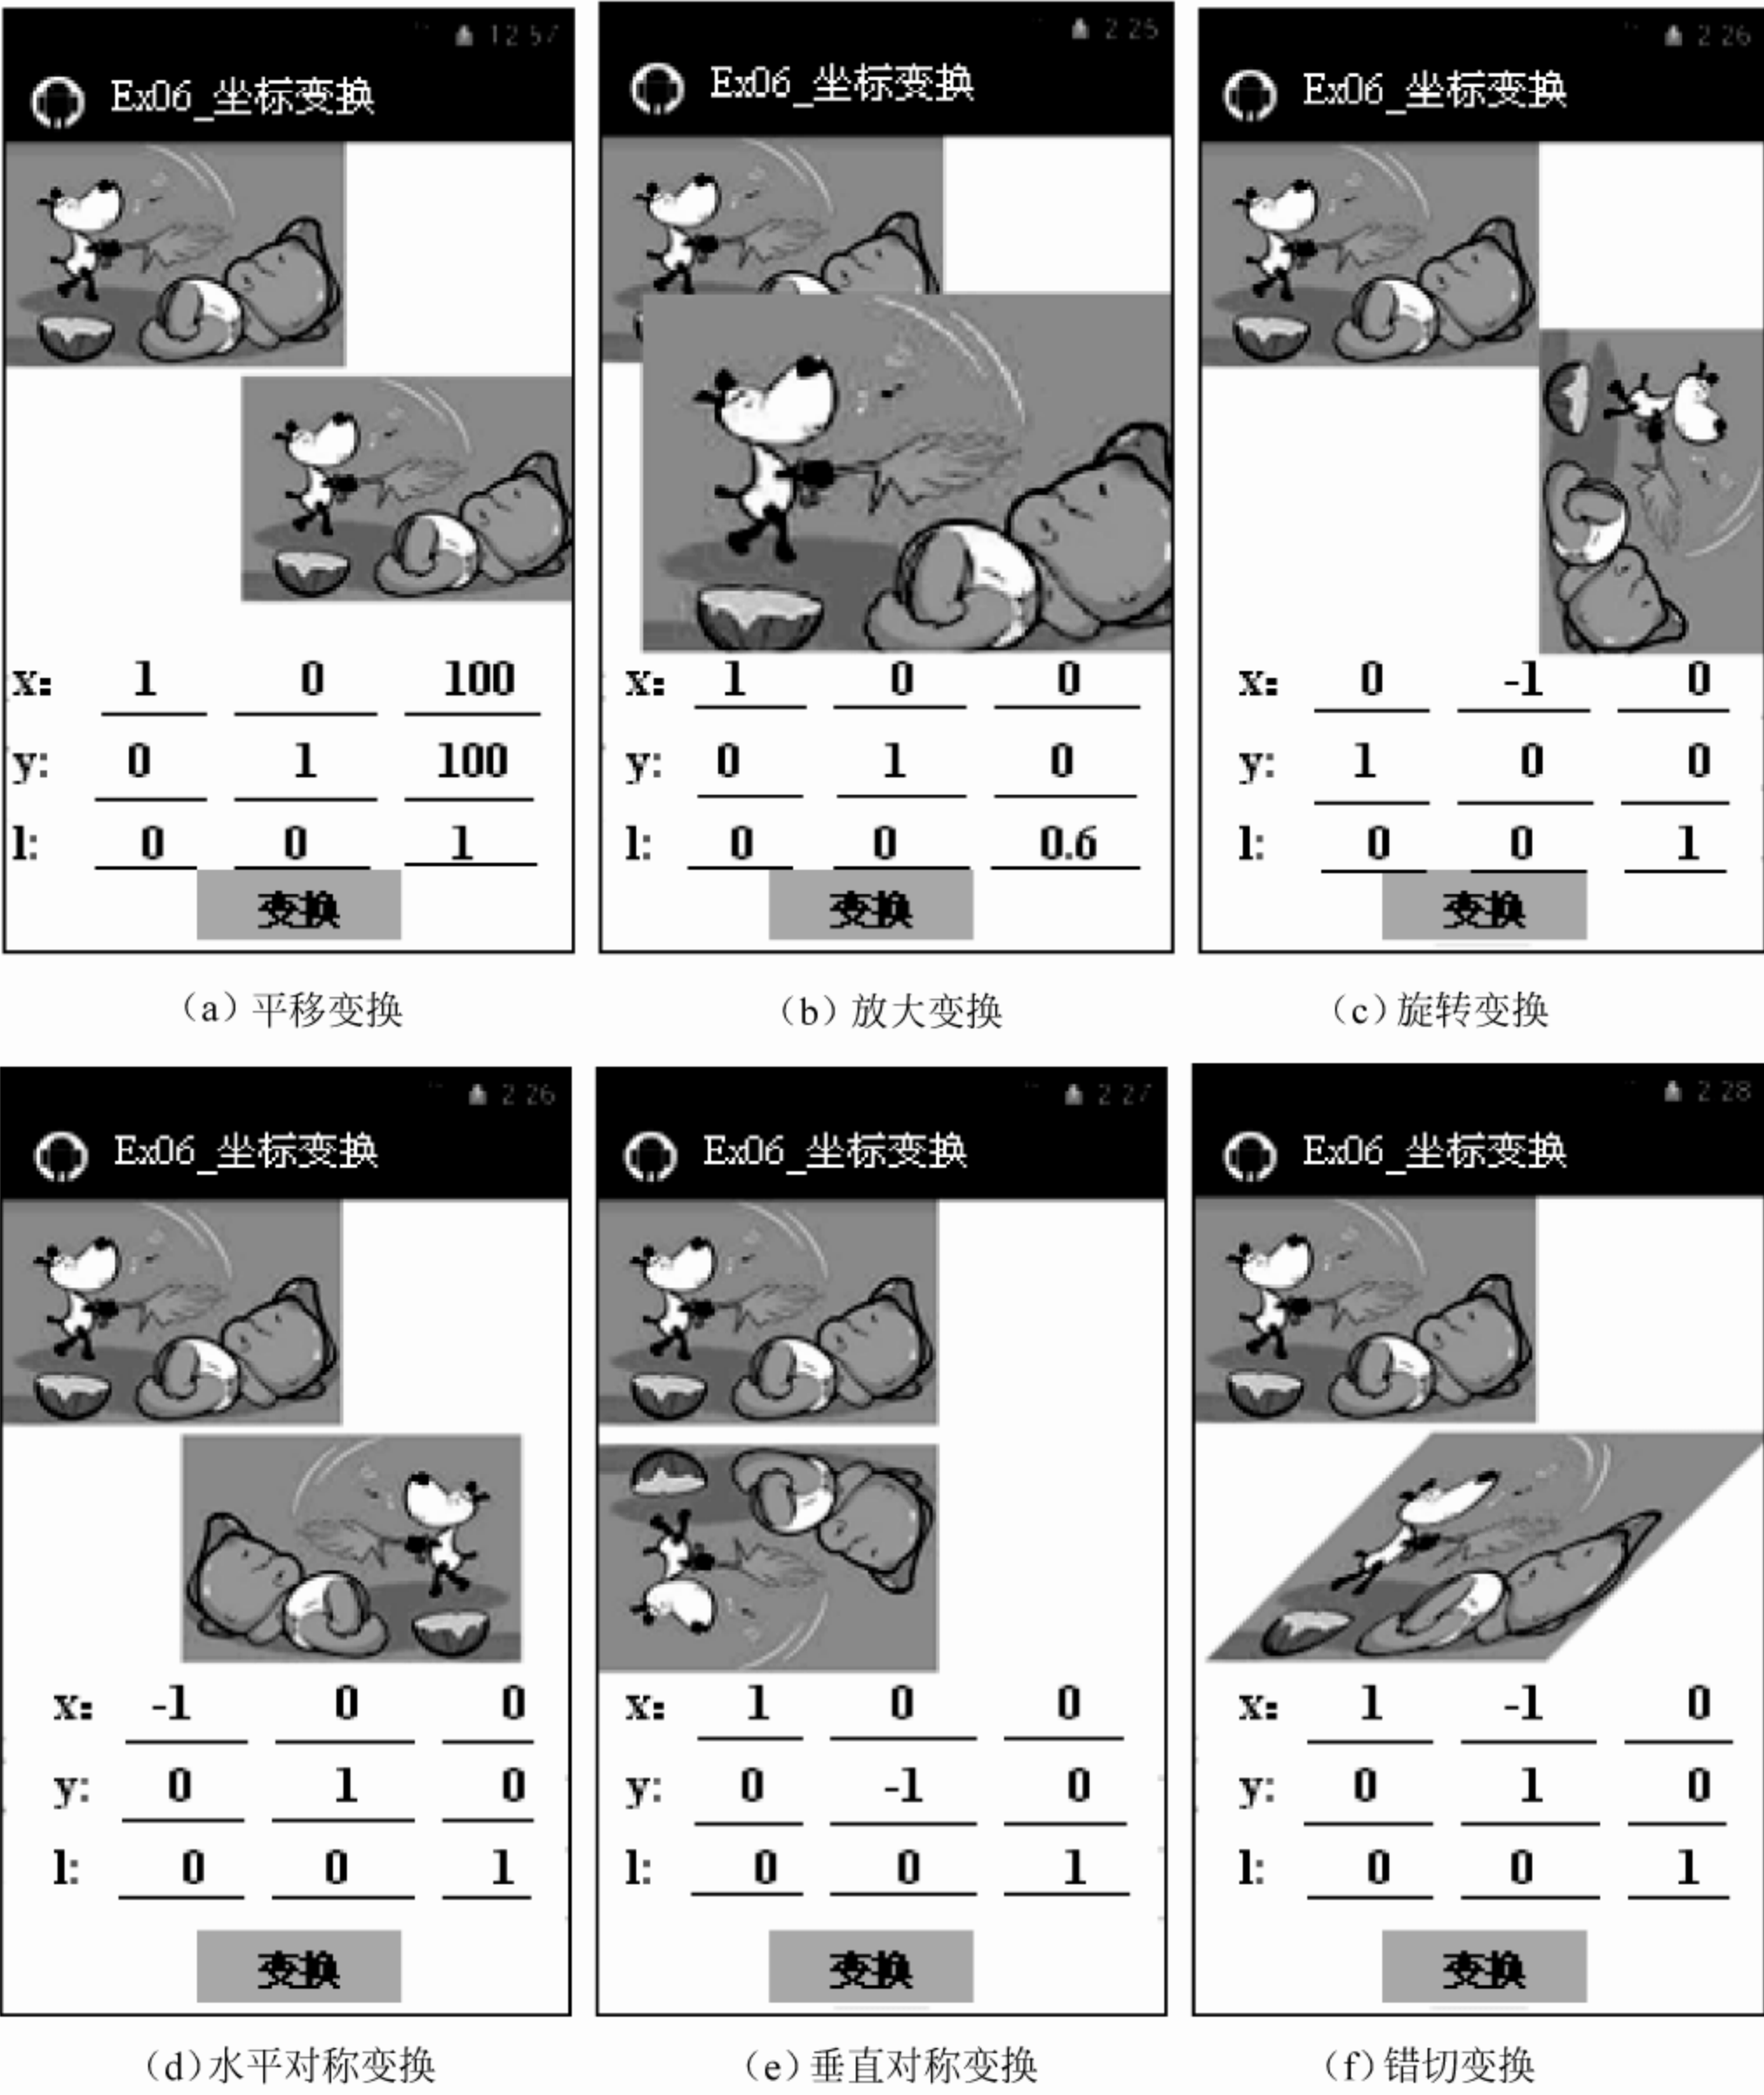 12:57
Ex06_坐标变换
x: 1 0 100
y: 0 1 100
l: 0 0 1
变换
(a) 平移变换
2:25
Ex06_坐标变换
x: 1 0 0
y: 0 1 0
l: 0 0 0.6
变换
(b) 放大变换
2:26
Ex06_坐标变换
x: 0 -1 0
y: 1 0 0
l: 0 0 1
变换
(c) 旋转变换
2:26
Ex06_坐标变换
x: -1 0 0
y: 0 1 0
l: 0 0 1
变换
(d) 水平对称变换
2:27
Ex06_坐标变换
x: 1 0 0
y: 0 -1 0
l: 0 0 1
变换
(e) 垂直对称变换
2:28
Ex06_坐标变换
x: 1 -1 0
y: 0 1 0
l: 0 0 1
变换
(f) 错切变换